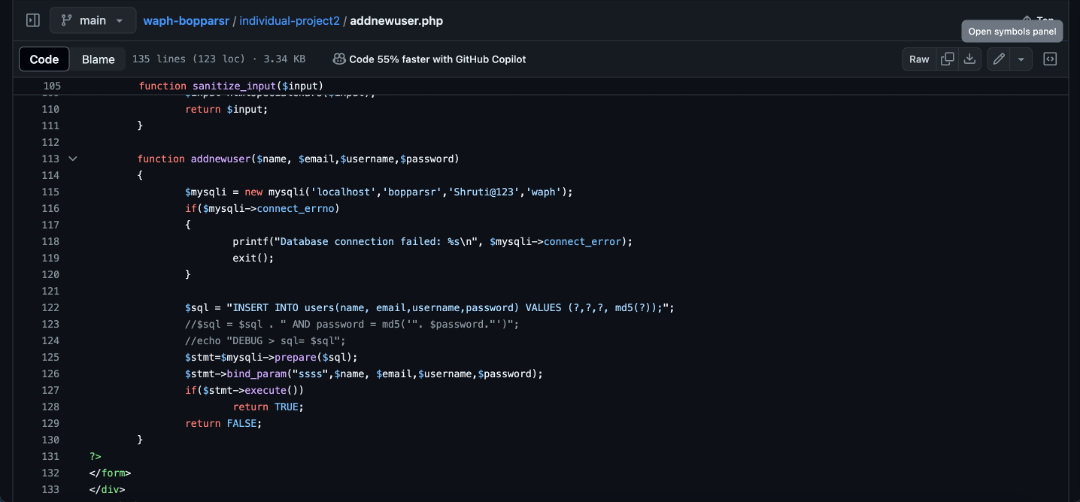 main
waph-bopparsr / individual-project2 / addnewuser.php
Top
Open symbols panel
Code Blame 135 lines (123 loc) · 3.34 KB Code 55% faster with GitHub Copilot Raw
105 function sanitize_input($input)
110 return $input;
111 }
112
113 function addnewuser($name, $email,$username,$password)
114 {
115 $mysqli = new mysqli('localhost','bopparsr','Shruti@123','waph');
116 if($mysqli->connect_errno)
117 {
118 printf("Database connection failed: %s\n", $mysqli->connect_error);
119 exit();
120 }
121
122 $sql = "INSERT INTO users(name, email,username,password) VALUES (?,?,?, md5(?));";
123 //$sql = $sql . " AND password = md5('". $password."')";
124 //echo "DEBUG > sql= $sql";
125 $stmt=$mysqli->prepare($sql);
126 $stmt->bind_param("ssss",$name, $email,$username,$password);
127 if($stmt->execute())
128 return TRUE;
129 return FALSE;
130 }
131 ?>
132 </form>
133 </div>